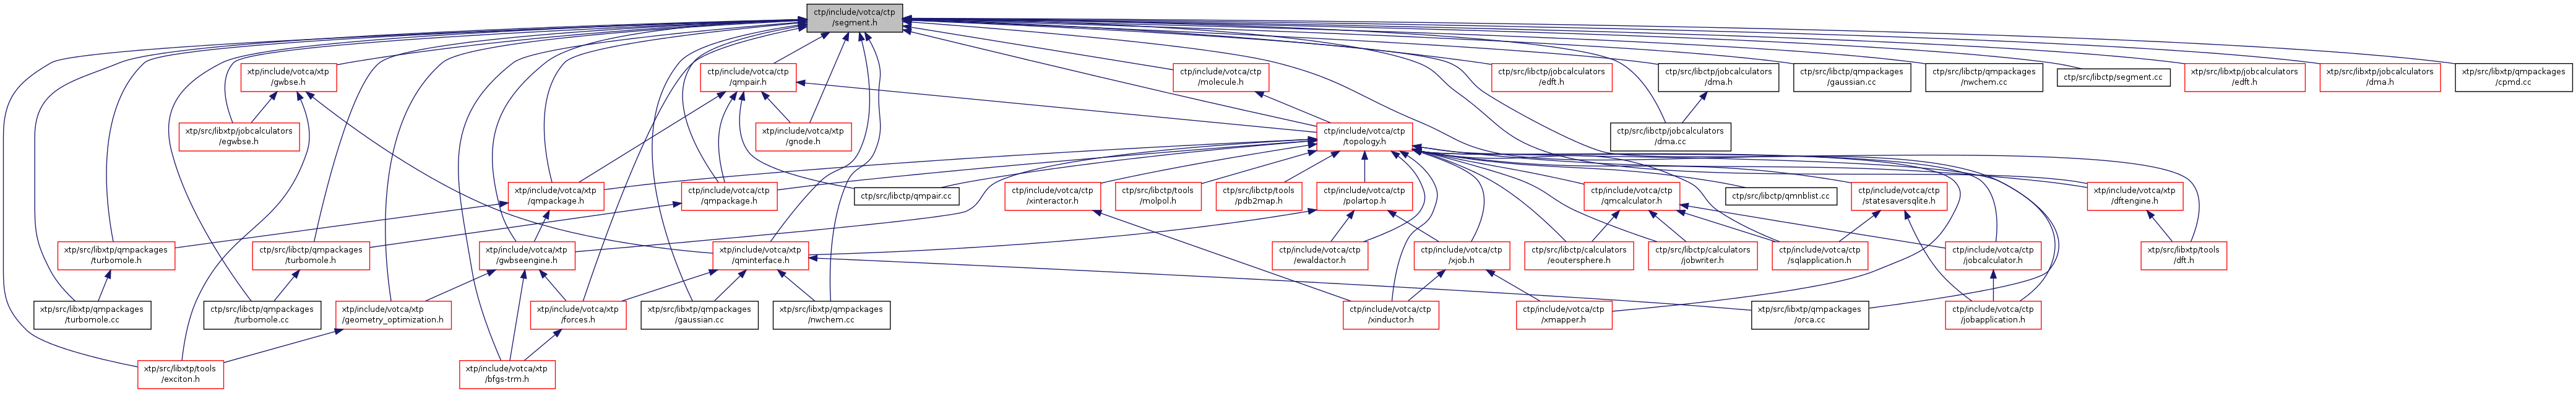 ctp/include/votca/ctp
/segment.h
xtp/include/votca/xtp
/gwbse.h
ctp/include/votca/ctp
/qmpair.h
ctp/include/votca/ctp
/molecule.h
ctp/src/libctp/jobcalculators
/edft.h
ctp/src/libctp/jobcalculators
/dma.h
ctp/src/libctp/qmpackages
/gaussian.cc
ctp/src/libctp/qmpackages
/nwchem.cc
ctp/src/libctp/segment.cc
xtp/src/libxtp/jobcalculators
/edft.h
xtp/src/libxtp/jobcalculators
/dma.h
xtp/src/libxtp/qmpackages
/cpmd.cc
xtp/src/libxtp/jobcalculators
/egwbse.h
xtp/include/votca/xtp
/gnode.h
ctp/include/votca/ctp
/topology.h
ctp/src/libctp/jobcalculators
/dma.cc
xtp/include/votca/xtp
/qmpackage.h
ctp/include/votca/ctp
/qmpackage.h
ctp/src/libctp/qmpair.cc
ctp/include/votca/ctp
/xinteractor.h
ctp/src/libctp/tools
/molpol.h
ctp/src/libctp/tools
/pdb2map.h
ctp/include/votca/ctp
/polartop.h
ctp/include/votca/ctp
/qmcalculator.h
ctp/src/libctp/qmnblist.cc
ctp/include/votca/ctp
/statesaversqlite.h
xtp/include/votca/xtp
/dftengine.h
xtp/src/libxtp/qmpackages
/turbomole.h
ctp/src/libctp/qmpackages
/turbomole.h
xtp/include/votca/xtp
/gwbseengine.h
xtp/include/votca/xtp
/qminterface.h
ctp/include/votca/ctp
/ewaldactor.h
ctp/include/votca/ctp
/xjob.h
ctp/src/libctp/calculators
/eoutersphere.h
ctp/src/libctp/calculators
/jobwriter.h
ctp/include/votca/ctp
/sqlapplication.h
ctp/include/votca/ctp
/jobcalculator.h
xtp/src/libxtp/tools
/dft.h
xtp/src/libxtp/qmpackages
/turbomole.cc
ctp/src/libctp/qmpackages
/turbomole.cc
xtp/include/votca/xtp
/geometry_optimization.h
xtp/include/votca/xtp
/forces.h
xtp/src/libxtp/qmpackages
/gaussian.cc
xtp/src/libxtp/qmpackages
/nwchem.cc
ctp/include/votca/ctp
/xinductor.h
ctp/include/votca/ctp
/xmapper.h
xtp/src/libxtp/qmpackages
/orca.cc
ctp/include/votca/ctp
/jobapplication.h
xtp/src/libxtp/tools
/exciton.h
xtp/include/votca/xtp
/bfgs-trm.h